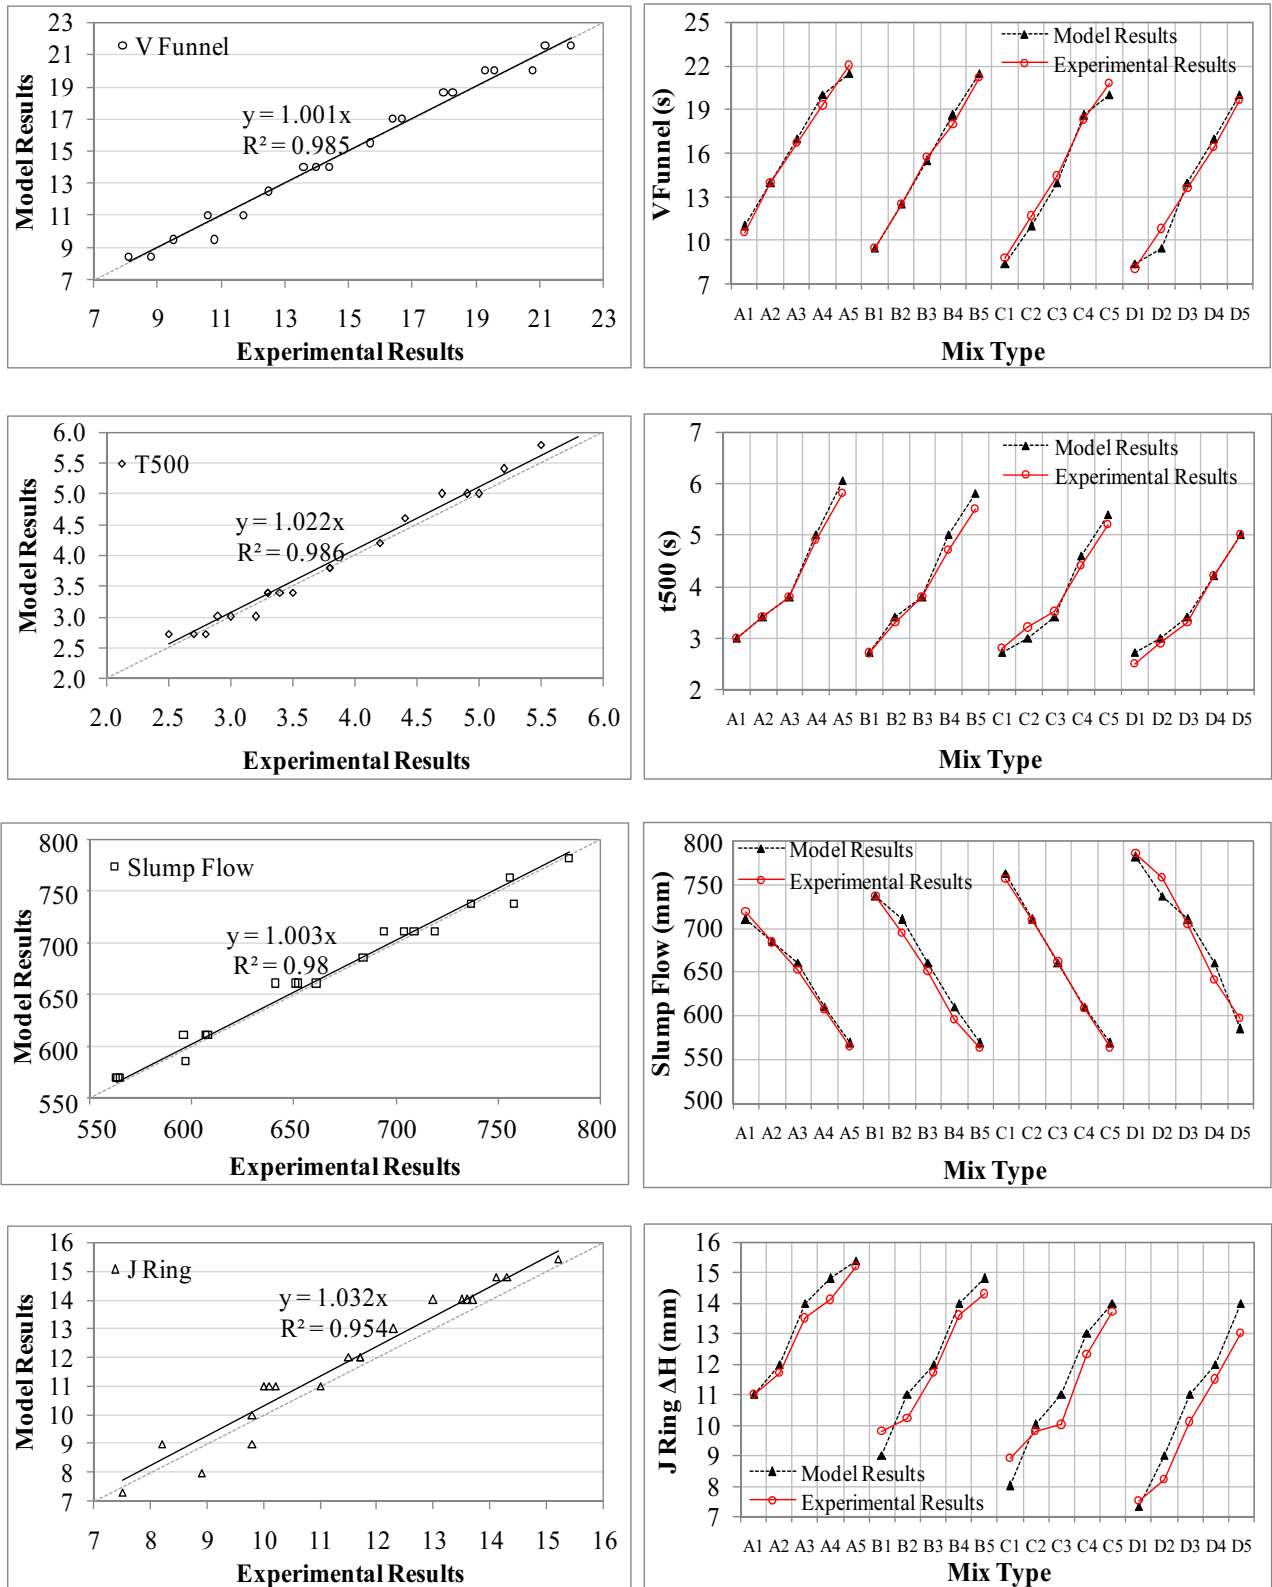 23
21
19
17
15
13
11
9
7
Model Results
V Funnel
y = 1.001x
R² = 0.985
7 9 11 13 15 17 19 21 23
Experimental Results
25
22
19
16
13
10
7
V Funnel (s)
Model Results
Experimental Results
A1 A2 A3 A4 A5 B1 B2 B3 B4 B5 C1 C2 C3 C4 C5 D1 D2 D3 D4 D5
Mix Type
6.0
5.5
5.0
4.5
4.0
3.5
3.0
2.5
2.0
Model Results
T500
y = 1.022x
R² = 0.986
2.0 3.0 3.5 4.0 4.5 5.0 5.5 6.0
Experimental Results
7
6
5
4
3
2
t500 (s)
Model Results
Experimental Results
A1 A2 A3 A4 A5 B1 B2 B3 B4 B5 C1 C2 C3 C4 C5 D1 D2 D3 D4 D5
Mix Type
800
750
700
650
600
550
Model Results
Slump Flow
y = 1.003x
R² = 0.98
550 600 650 700 750 800
Experimental Results
800
750
700
650
600
550
500
Slump Flow (mm)
Model Results
Experimental Results
A1 A2 A3 A4 A5 B1 B2 B3 B4 B5 C1 C2 C3 C4 C5 D1 D2 D3 D4 D5
Mix Type
16
15
14
13
12
11
10
9
8
7
Model Results
J Ring
y = 1.032x
R² = 0.954
7 8 9 10 11 12 13 14 15 16
Experimental Results
16
15
14
13
12
11
10
9
8
7
J Ring ΔH (mm)
Model Results
Experimental Results
A1 A2 A3 A4 A5 B1 B2 B3 B4 B5 C1 C2 C3 C4 C5 D1 D2 D3 D4 D5
Mix Type